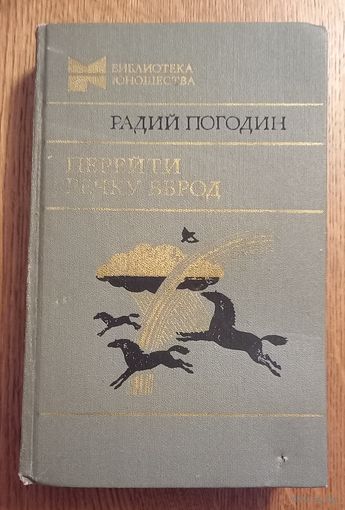 БИБЛИОТЕКА
ЮНОШЕСТВА
РАДИЙ ПОГОДИН
ПЕРЕЙТИ
РЕЧКУ ВБРОД